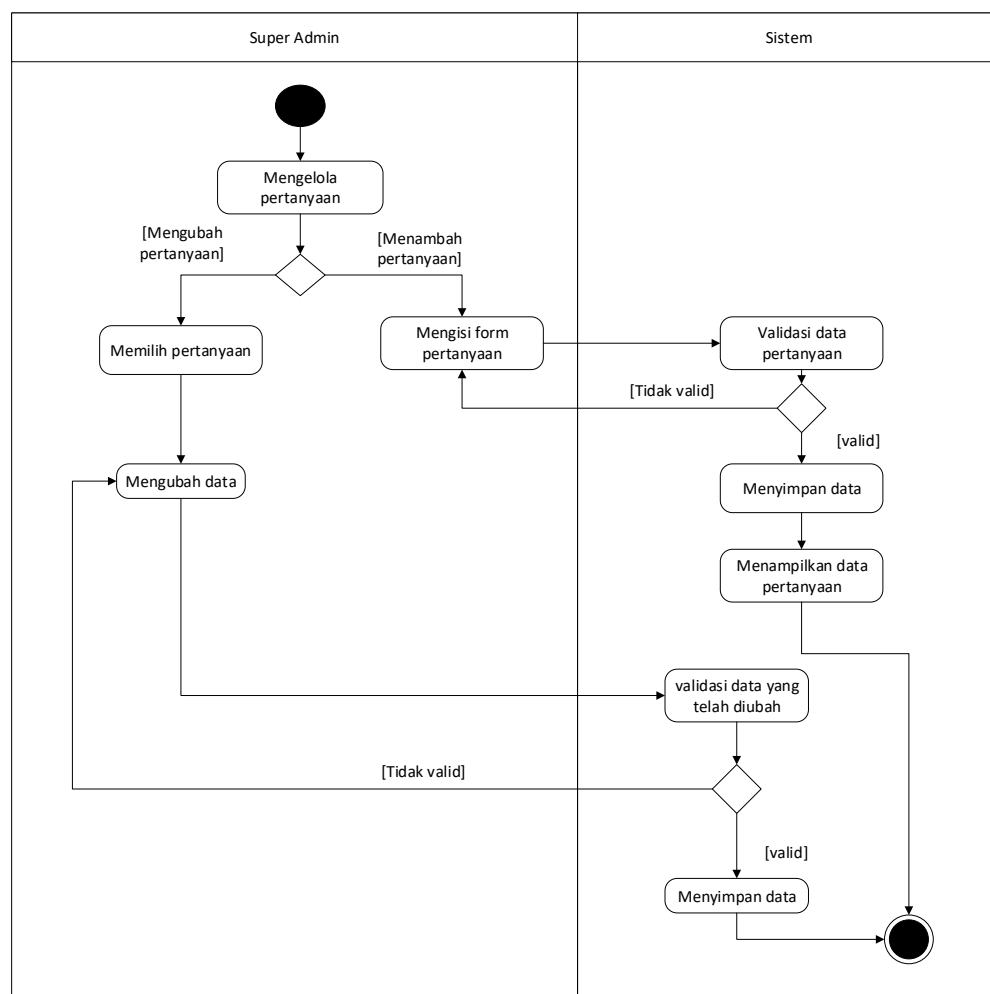 Super Admin
Sistem
Mengelola
pertanyaan
[Mengubah
pertanyaan]
[Menambah
pertanyaan]
Memilih pertanyaan
Mengisi form
pertanyaan
Validasi data
pertanyaan
[Tidak valid]
[valid]
Mengubah data
Menyimpan data
Menampilkan data
pertanyaan
validasi data yang
telah diubah
[Tidak valid]
[valid]
Menyimpan data